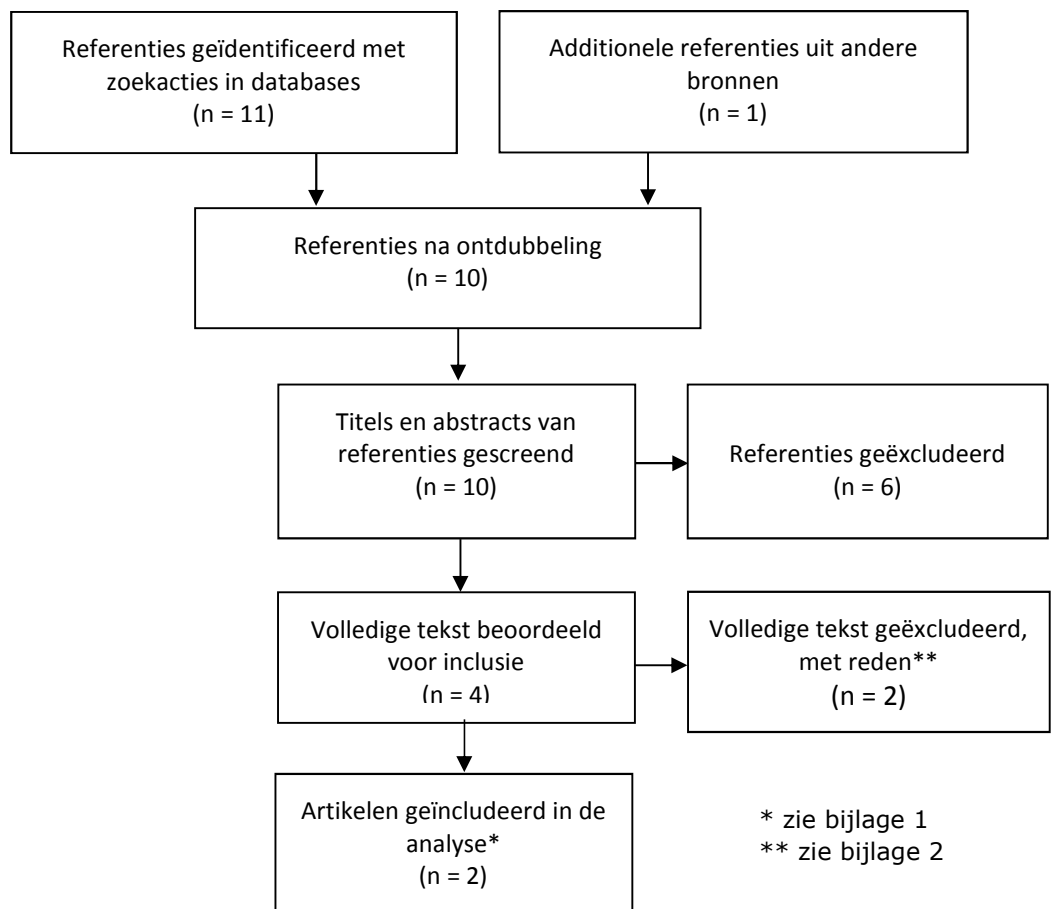 Referenties geïdentificeerd met
zoekacties in databases
(n = 11)
Additionele referenties uit andere
bronnen
(n = 1)
Referenties na ontdubbeling
(n = 10)
Titels en abstracts van
referenties gescreend
(n = 10)
Referenties geëxcludeerd
(n = 6)
Volledige tekst beoordeeld
voor inclusie
(n = 4)
Volledige tekst geëxcludeerd,
met reden**
(n = 2)
Artikelen geïncludeerd in de
analyse*
(n = 2)
* zie bijlage 1
** zie bijlage 2